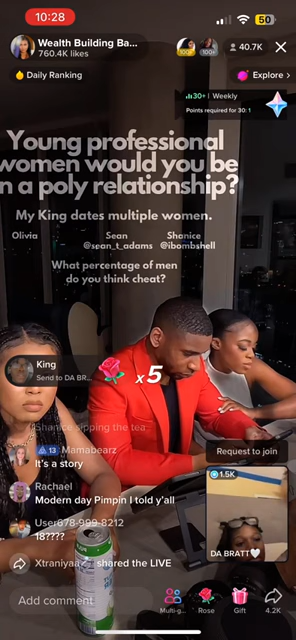 10:28
50
Wealth Building Ba...
760.4K likes
40.7K
Daily Ranking
Explore >
30+ | Weekly
Points required for 30: 1
Young professional
women would you be
n a poly relationship?
My King dates multiple women.
Olivia Sean Shanice
@sean_t_adams @ibombshell
What percentage of men
do you think cheat?
King
Send to DA BR...
x5
Shanice sipping the tea
13 Mamabearz
It's a story
Rachael
Modern day Pimpin I told y'all
User678-999-8212
18????
Xtraniyaa shared the LIVE
Request to join
1.5K
DA BRATT🤍
Add comment
Multi-g...
Rose
Gift
4.2K